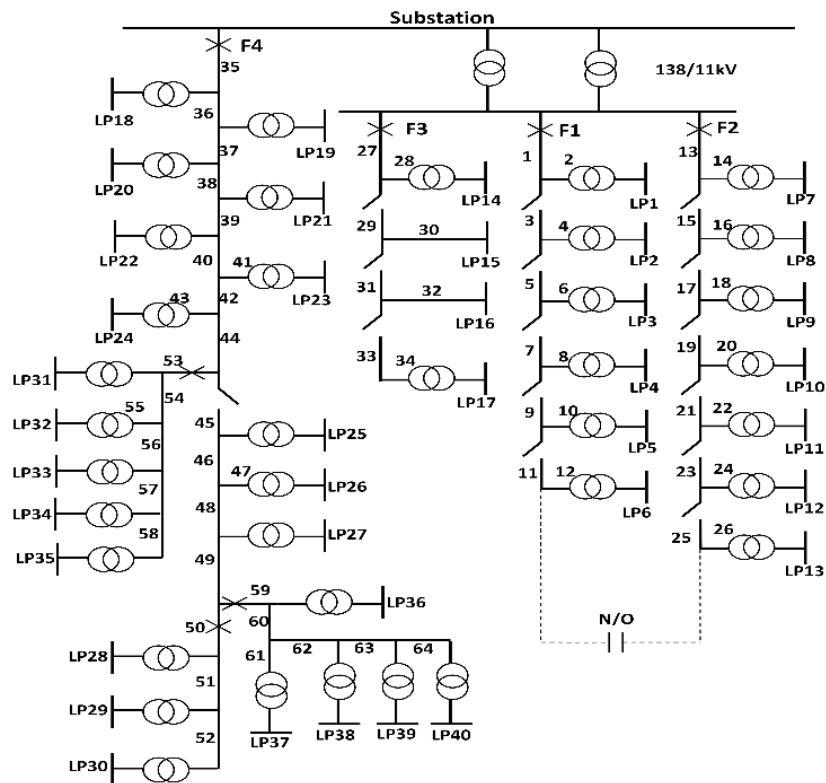 Substation
F4
35
138/11kV
36
LP18
F3
F1
F2
27
28
1
2
13
14
37
LP19
LP20
38
LP14
LP1
LP7
39
LP21
29
30
3
4
15
16
LP22
40
41
LP15
LP2
LP8
42
LP23
31
32
5
6
17
18
43
LP24
LP16
LP3
LP9
44
33
34
7
8
19
20
53
LP31
54
LP17
LP4
LP10
55
LP32
45
LP25
9
10
21
22
56
46
LP5
LP11
LP33
47
LP26
11
12
23
24
57
LP34
48
LP6
LP12
58
LP27
25
26
LP35
49
LP13
59
LP36
60
N/O
50
LP28
61
62
63
64
51
LP29
52
LP37
LP38
LP39
LP40
LP30